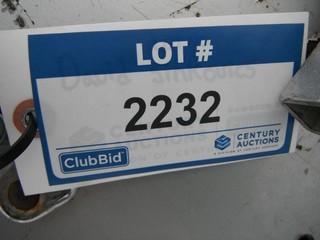 LOT #
2232
ClubBid
CENTURY
AUCTIONS